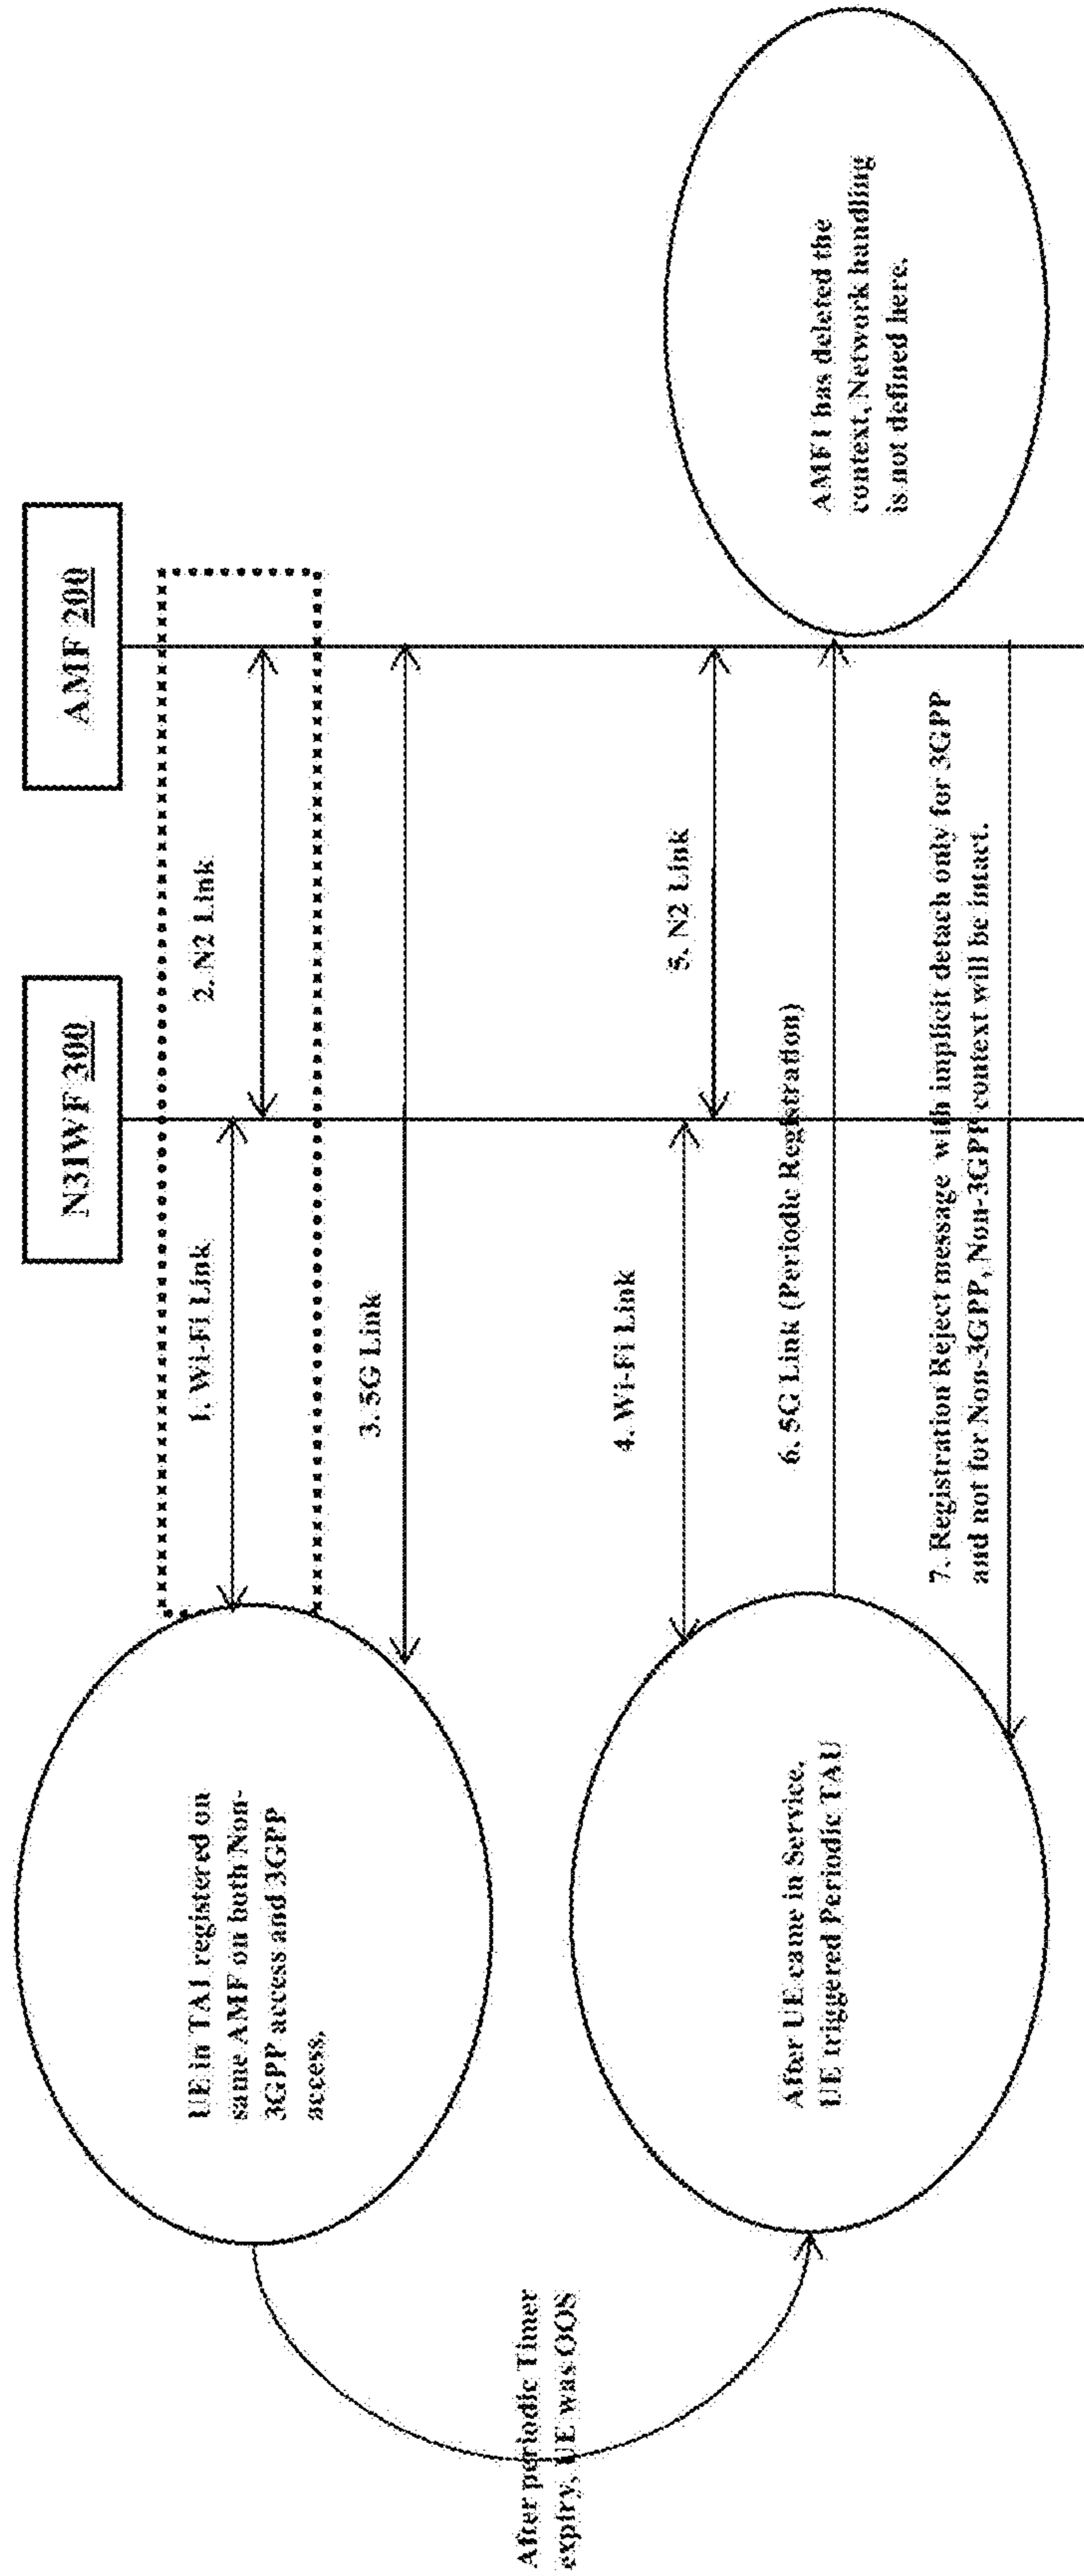 N3IWF 300
AMF 200
UE in TA1 registered on
same AMF on both Non-
3GPP access and 3GPP
access.
1. Wi-Fi Link
2. N2 Link
3. 5G Link
After periodic Timer
expiry, UE was OOS
4. Wi-Fi Link
5. N2 Link
After UE came in Service.
UE triggered Periodic TAU
6. 5G Link (Periodic Registration)
AMF1 has deleted the
context, Network handling
is not defined here.
7. Registration Reject message with implicit detach only for 3GPP
and not for Non-3GPP, Non-3GPP context will be intact.